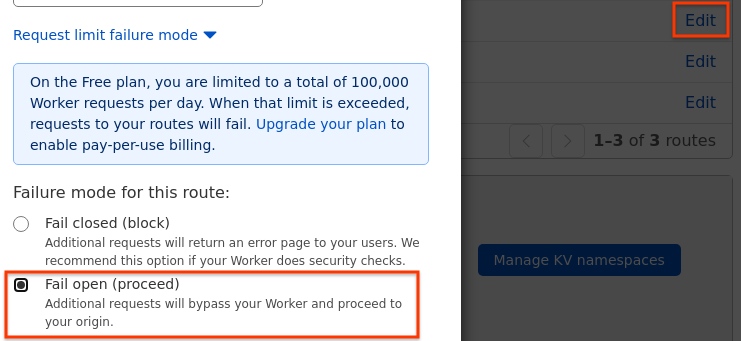 Request limit failure mode
On the Free plan, you are limited to a total of 100,000
Worker requests per day. When that limit is exceeded,
requests to your routes will fail. Upgrade your plan to
enable pay-per-use billing.
Failure mode for this route:
Fail closed (block)
Additional requests will return an error page to your users. We
recommend this option if your Worker does security checks.
Fail open (proceed)
Additional requests will bypass your Worker and proceed to
your origin.
Edit
Edit
Edit
1–3 of 3 routes
Manage KV namespaces